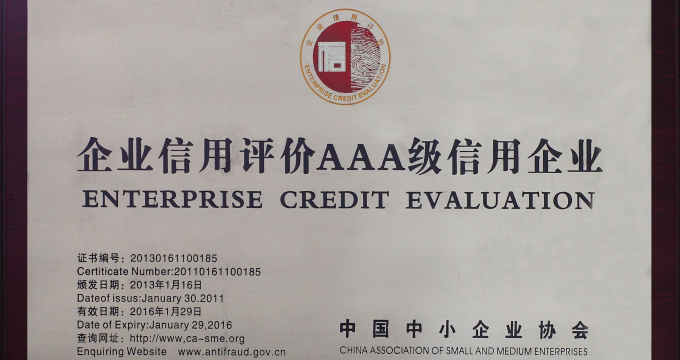 企业信用评价
信
ENTERPRISE CREDIT EVALUATION
企业信用评价AAA级信用企业
ENTERPRISE CREDIT EVALUATION
证书编号：20130161100185
Certificate Number:20110161100185
颁发日期：2013年1月16日
Dateof issus:January 30.2011
有效日期：2016年1月29日
Date of Expiry:January 29,2016
查询网址：http://www.ca-sme.org
Enquiring Website www.antifraud.gov.cn
中国中小企业协会
CHINA ASSOCIATION OF SMALL AND MEDIUM ENTERPRISES